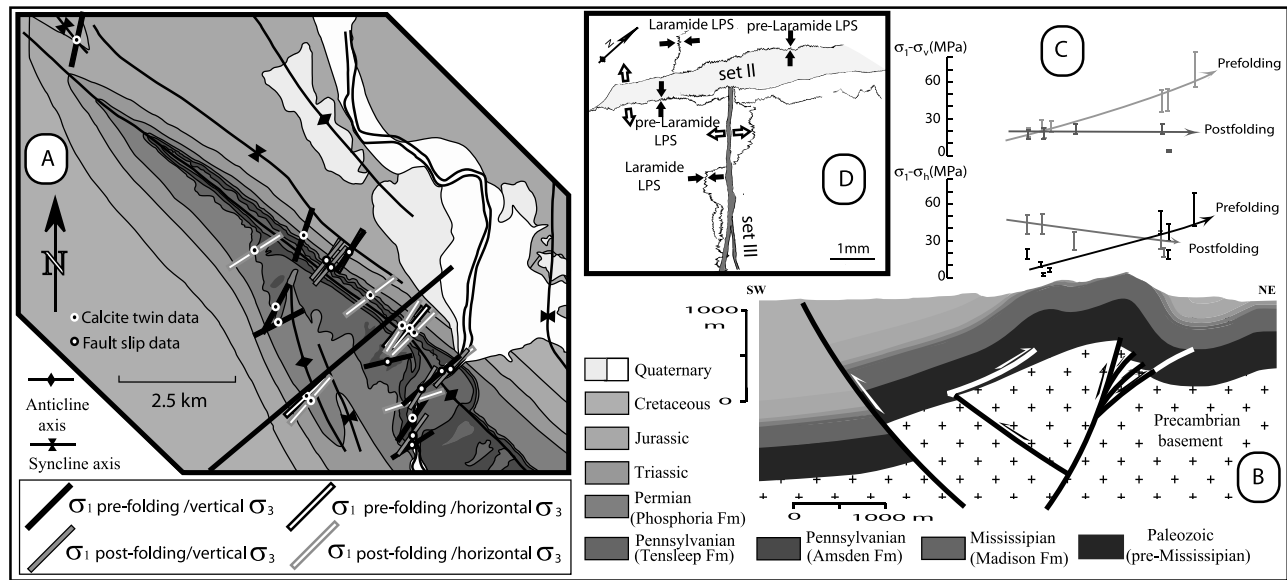 A
N
Calcite twin data
Fault slip data
Anticline
axis
2.5 km
Syncline axis
σ1 pre-folding/vertical σ3
σ1 pre-folding/horizontal σ3
σ1 post-folding/vertical σ3
σ1 post-folding/horizontal σ3
N
Laramide LPS
pre-Laramide LPS
set II
pre-Laramide
LPS
Laramide
LPS
set III
D
1mm
σ1-σv(MPa)
C
60
30
0
Prefolding
Postfolding
σ1-σh(MPa)
60
30
0
Prefolding
Postfolding
SW
NE
1000
m
0
Precambrian
basement
B
0
1000 m
Quaternary
Cretaceous
Jurassic
Triassic
Permian
(Phosphoria Fm)
Pennsylvanian
(Tensleep Fm)
Pennsylvanian
(Amsden Fm)
Mississipian
(Madison Fm)
Paleozoic
(pre-Mississipian)